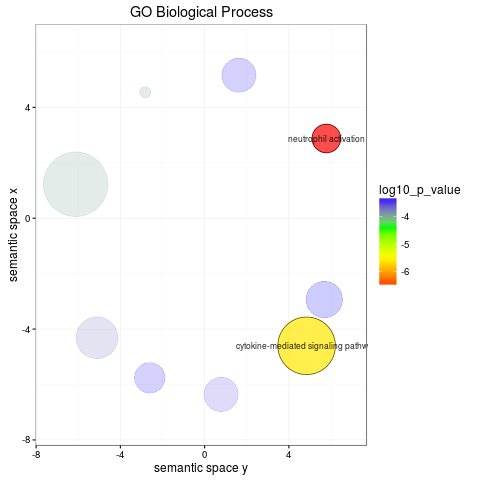 GO Biological Process
semantic space x
4
0
-4
-8
neutrophil activation
cytokine-mediated signaling pathw
-8
-4
0
4
semantic space y
log10_p_value
-4
-5
-6